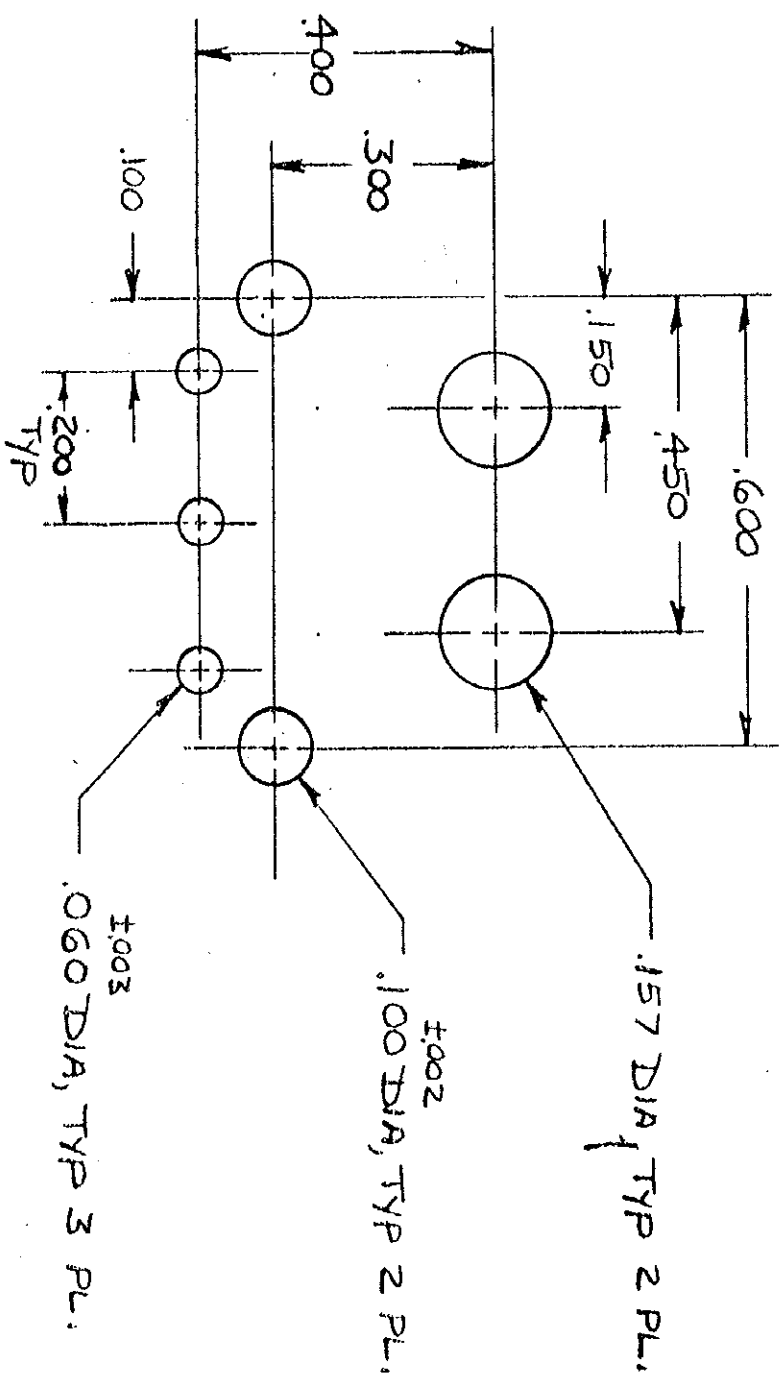 .600
.450
.150
.300
.400
.100
.200
TYP
.157 DIA, TYP 2 PL.
±.002
.100 DIA, TYP 2 PL.
±.003
.060 DIA, TYP 3 PL.